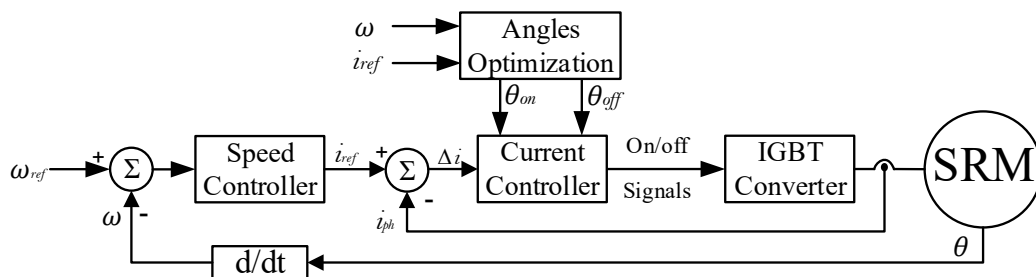 ω
Angles
i_ref
Optimization
θ_on
θ_off
ω_ref
+
Σ
Speed
Controller
i_ref
+
Σ
Δi
Current
Controller
On/off
Signals
IGBT
Converter
SRM
ω
-
i_ph
-
θ
d/dt